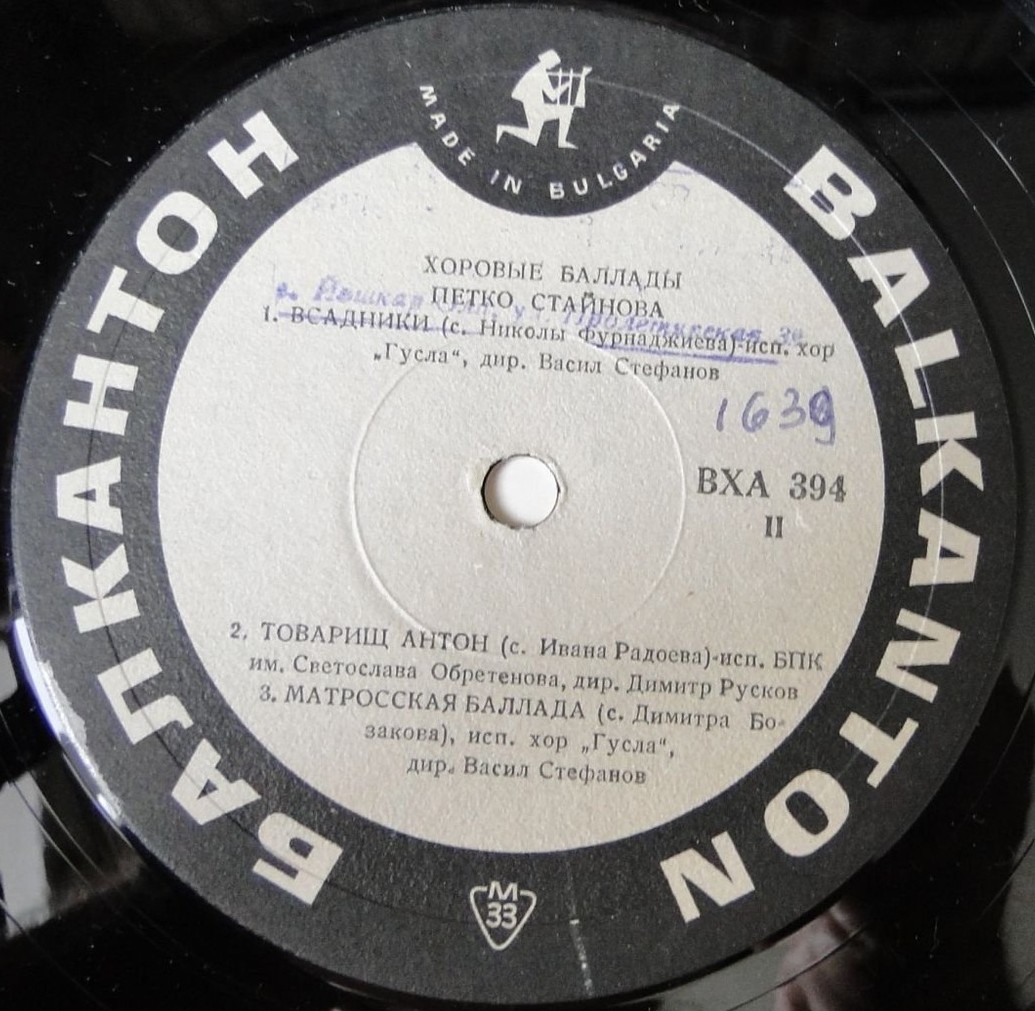 MADE IN BULGARIA
БАЛКАНТОН
BALKANTON
ХОРОВЫЕ БАЛЛАДЫ
ПЕТКО СТАЙНОВА
1. ВСАДНИКИ (с. Николы Фурнаджиева)-исп. хор
„Гусла“, дир. Васил Стефанов
1639
ВХА 394
II
2. ТОВАРИЩ АНТОН (с. Ивана Радоева)-исп. БПК
им. Светослава Обретенова, дир. Димитр Русков
3. МАТРОССКАЯ БАЛЛАДА (с. Димитра Бо-
закова), исп. хор „Гусла“,
дир. Васил Стефанов
М
33